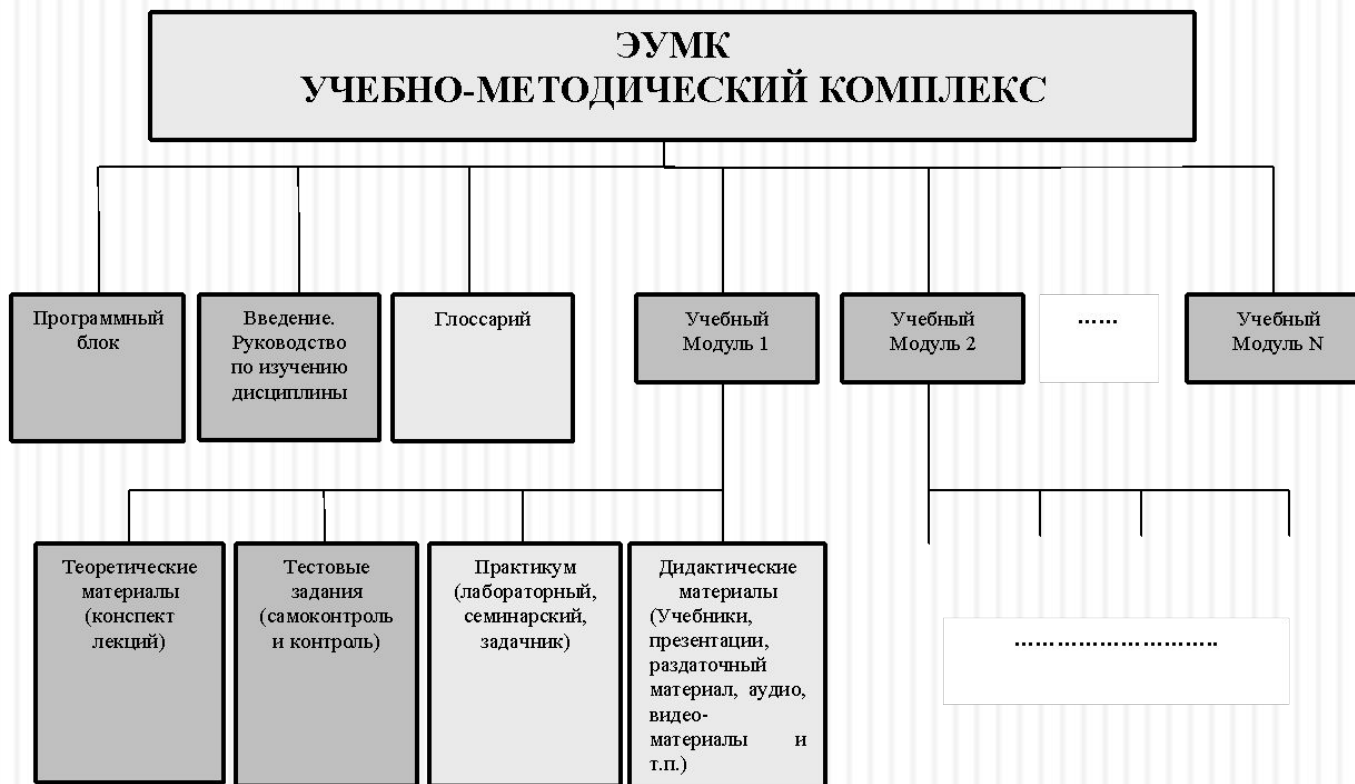 ЭУМК
УЧЕБНО-МЕТОДИЧЕСКИЙ КОМПЛЕКС
Программный
блок
Введение.
Руководство
по изучению
дисциплины
Глоссарий
Учебный
Модуль 1
Учебный
Модуль 2
......
Учебный
Модуль N
Теоретические
материалы
(конспект
лекций)
Тестовые
задания
(самоконтроль
и контроль)
Практикум
(лабораторный,
семинарский,
задачник)
Дидактические
материалы
(Учебники,
презентации,
раздаточный
материал, аудио,
видео-
материалы и
т.п.)
…………………………..